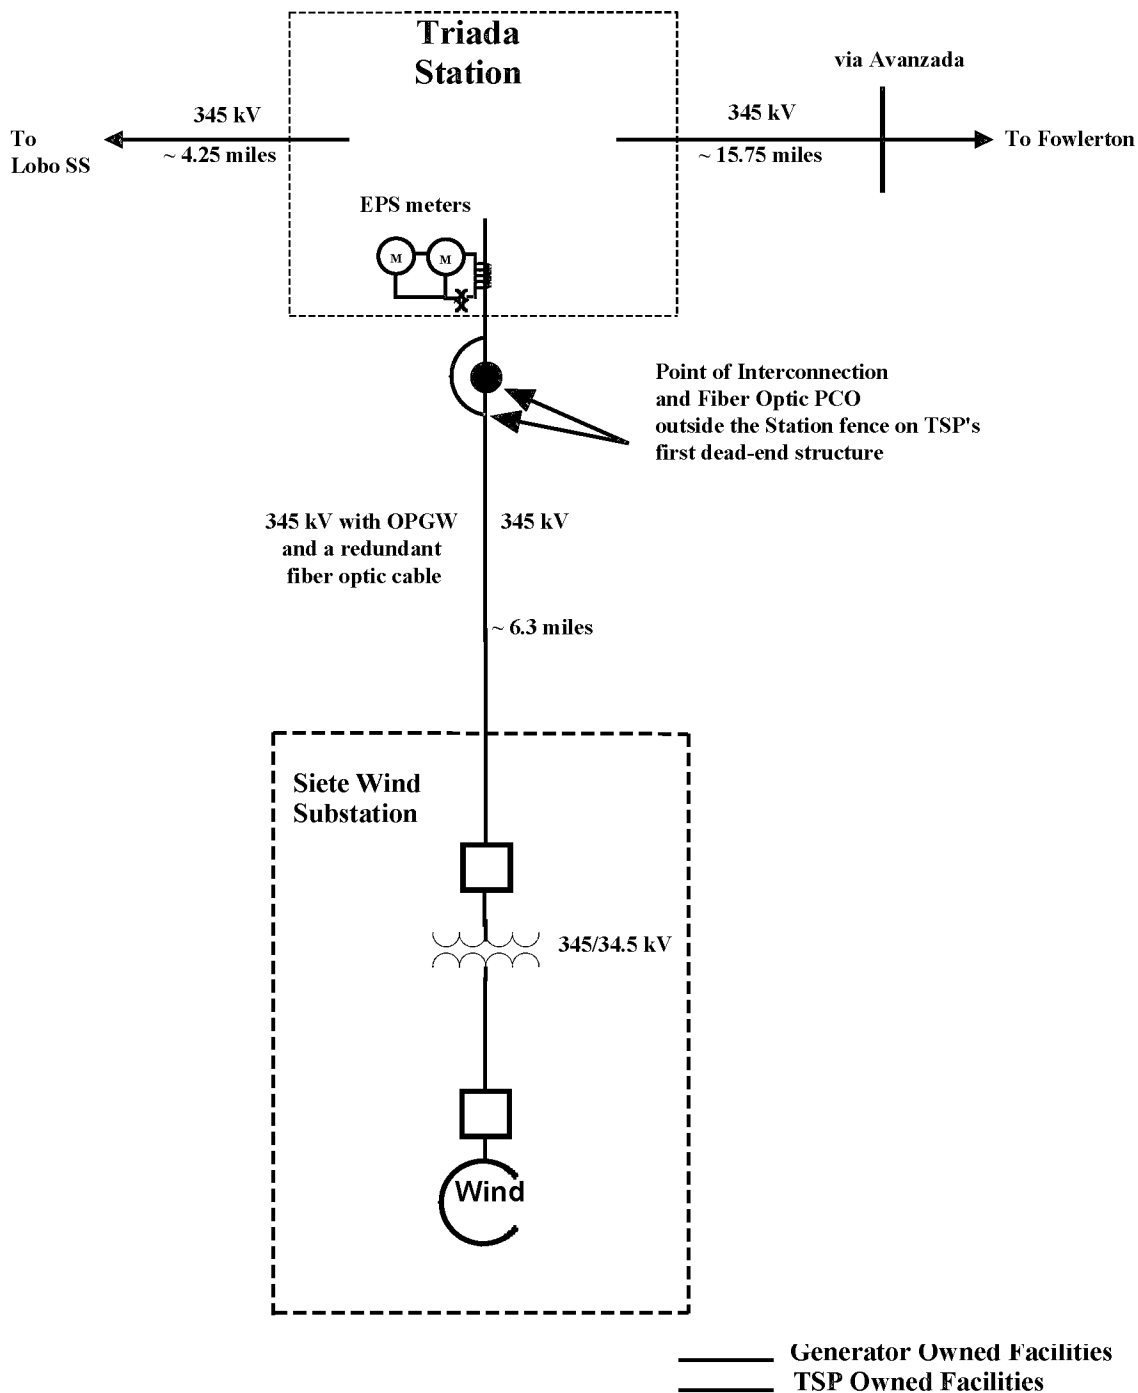 Triada
Station
via Avanzada
345 kV
345 kV
To
Lobo SS
To Fowlerton
~ 4.25 miles
~ 15.75 miles
EPS meters
M
M
Point of Interconnection
and Fiber Optic PCO
outside the Station fence on TSP's
first dead-end structure
345 kV with OPGW
and a redundant
fiber optic cable
345 kV
~ 6.3 miles
Siete Wind
Substation
345/34.5 kV
Wind
Generator Owned Facilities
TSP Owned Facilities